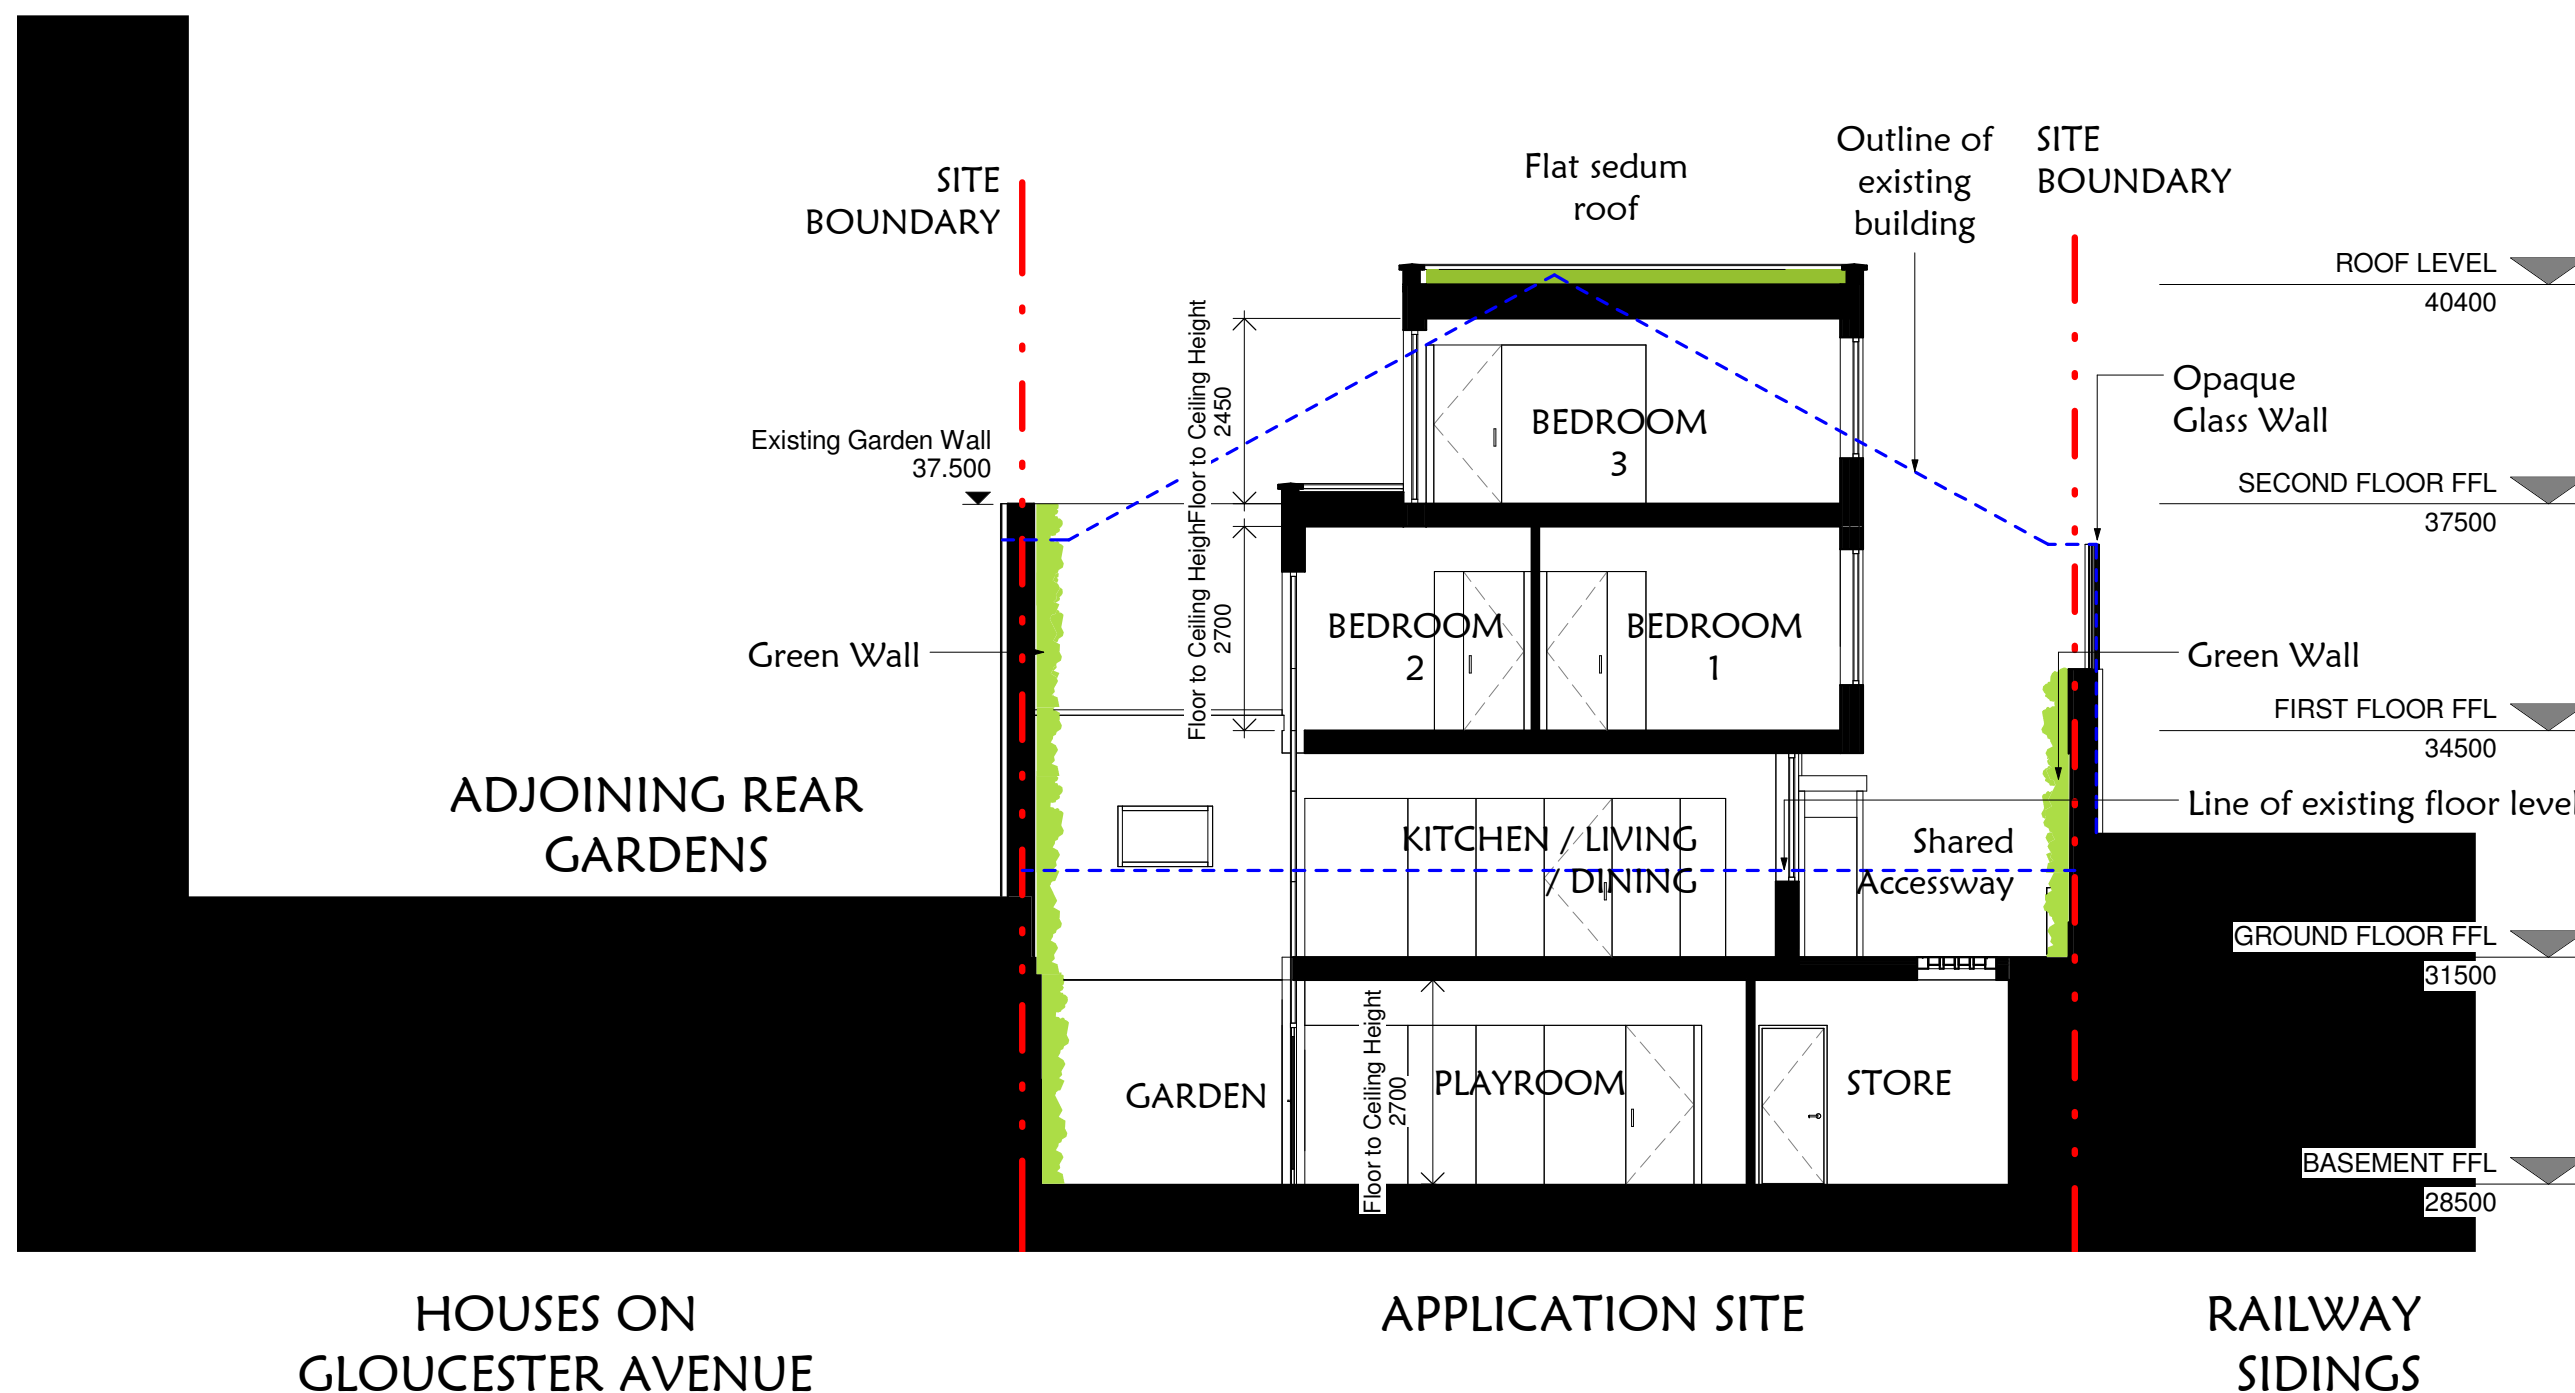 SITE
BOUNDARY
Flat sedum
roof
Outline of
existing
building
SITE
BOUNDARY
ROOF LEVEL
40400
Opaque
Glass Wall
Existing Garden Wall
37.500
Floor to Ceiling Height
2450
BEDROOM
3
SECOND FLOOR FFL
37500
Floor to Ceiling Heigh
2700
Green Wall
BEDROOM
2
BEDROOM
1
Green Wall
FIRST FLOOR FFL
34500
ADJOINING REAR
GARDENS
KITCHEN / LIVING
/ DINING
Shared
Accessway
Line of existing floor level
GROUND FLOOR FFL
31500
GARDEN
Floor to Ceiling Height
2700
PLAYROOM
STORE
BASEMENT FFL
28500
HOUSES ON
GLOUCESTER AVENUE
APPLICATION SITE
RAILWAY
SIDINGS